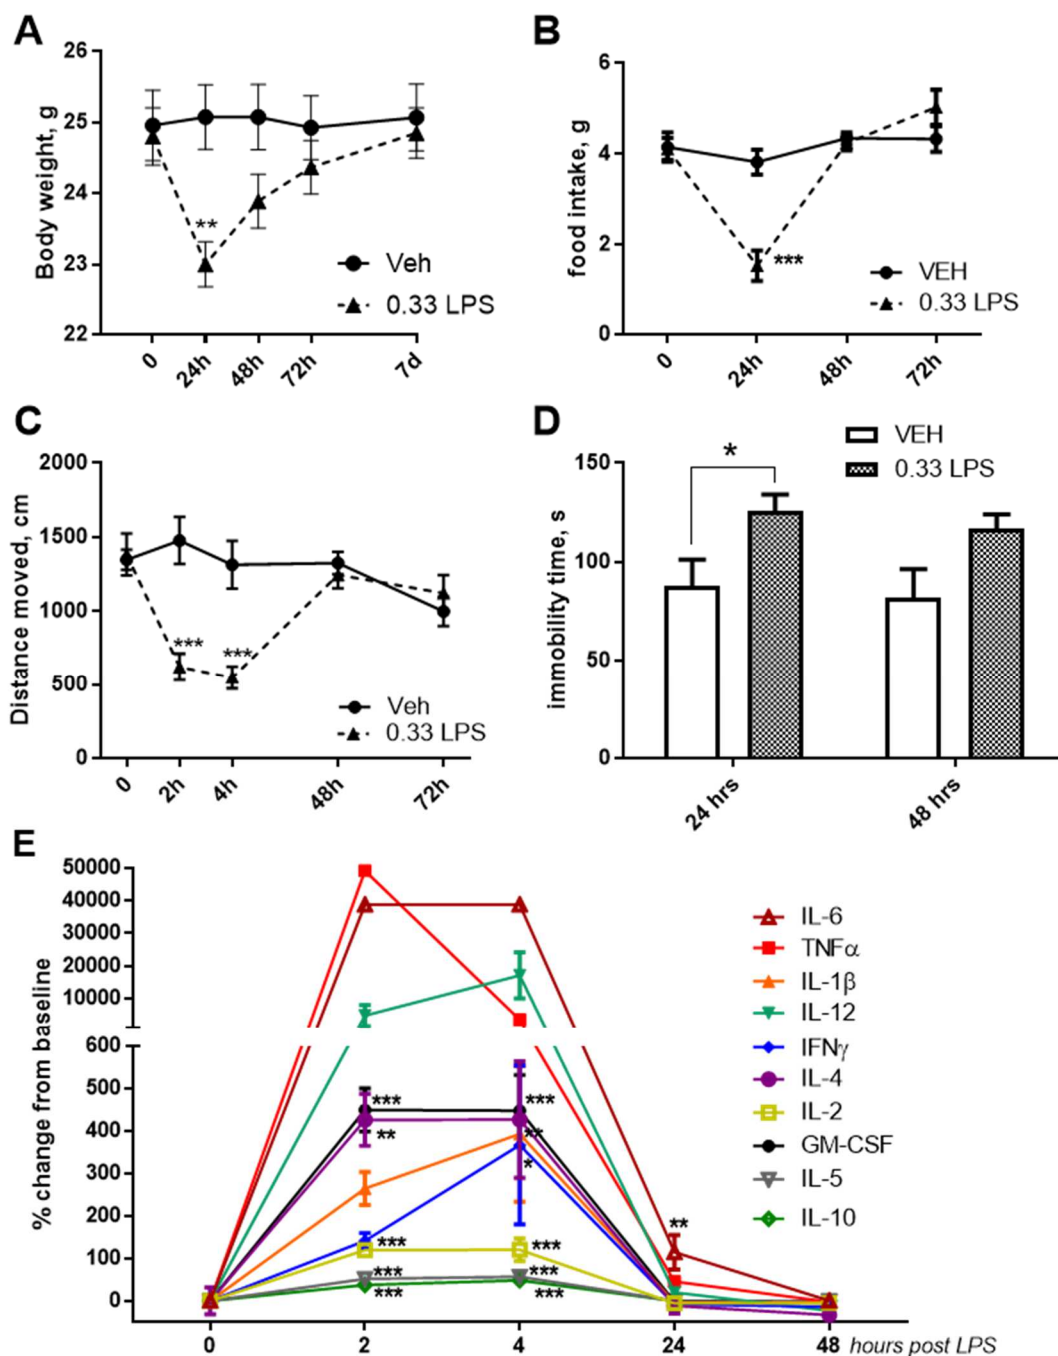 A
26
25
24
23
22
Body weight, g
**
Veh
0.33 LPS
0
24h
48h
72h
7d
B
6
4
2
0
food intake, g
***
VEH
0.33 LPS
0
24h
48h
72h
C
2000
1500
1000
500
0
Distance moved, cm
***
***
Veh
0.33 LPS
0
2h
4h
48h
72h
D
VEH
0.33 LPS
150
100
50
0
immobility time, s
*
24 hrs
48 hrs
E
50000
40000
30000
20000
10000
600
500
400
300
200
100
0
% change from baseline
***
**
***
***
***
***
**
*
***
***
***
**
IL-6
TNFα
IL-1β
IL-12
IFNγ
IL-4
IL-2
GM-CSF
IL-5
IL-10
0
2
4
24
48
hours post LPS